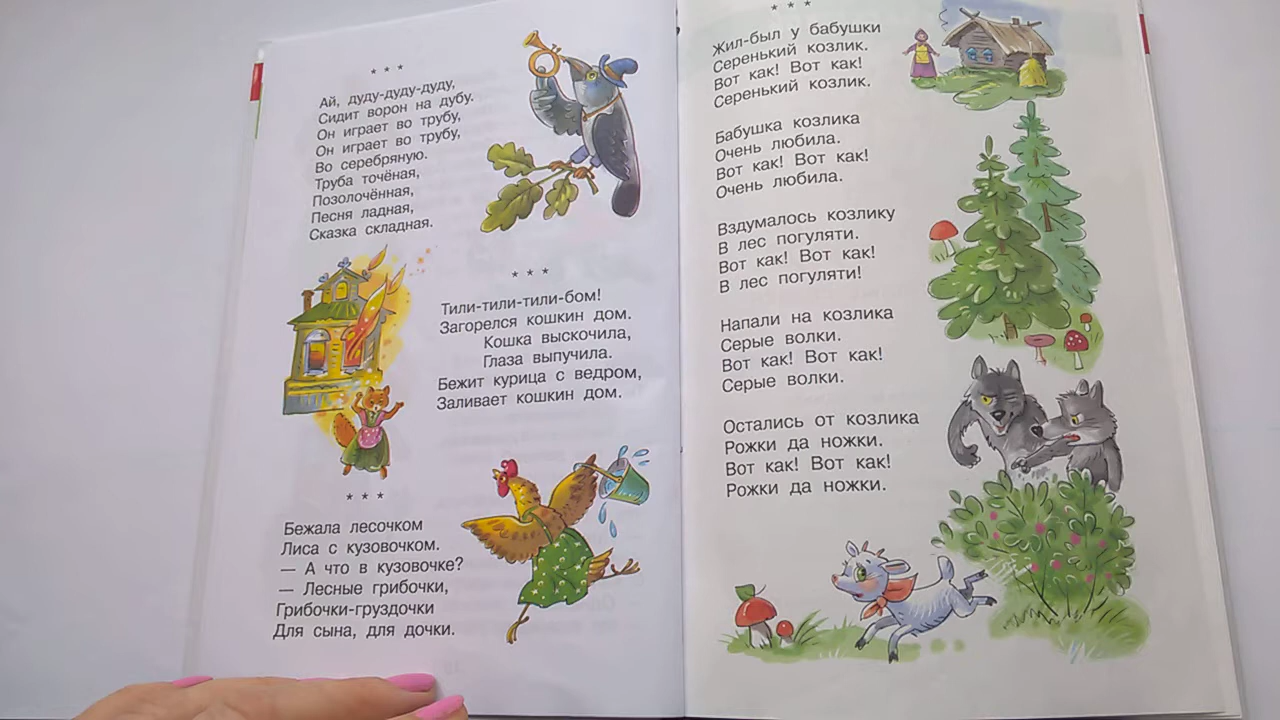 * * *
Ай, дуду-дуду-дуду,
Сидит ворон на дубу.
Он играет во трубу,
Он играет во трубу,
Во серебряную.
Труба точёная,
Позолочённая,
Песня ладная,
Сказка складная.
* * *
Тили-тили-тили-бом!
Загорелся кошкин дом.
Кошка выскочила,
Глаза выпучила.
Бежит курица с ведром,
Заливает кошкин дом.
* * *
Бежала лесочком
Лиса с кузовочком.
— А что в кузовочке?
— Лесные грибочки,
Грибочки-груздочки
Для сына, для дочки.
* * *
Жил-был у бабушки
Серенький козлик.
Вот как! Вот как!
Серенький козлик.
Бабушка козлика
Очень любила.
Вот как! Вот как!
Очень любила.
Вздумалось козлику
В лес погуляти.
Вот как! Вот как!
В лес погуляти!
Напали на козлика
Серые волки.
Вот как! Вот как!
Серые волки.
Остались от козлика
Рожки да ножки.
Вот как! Вот как!
Рожки да ножки.